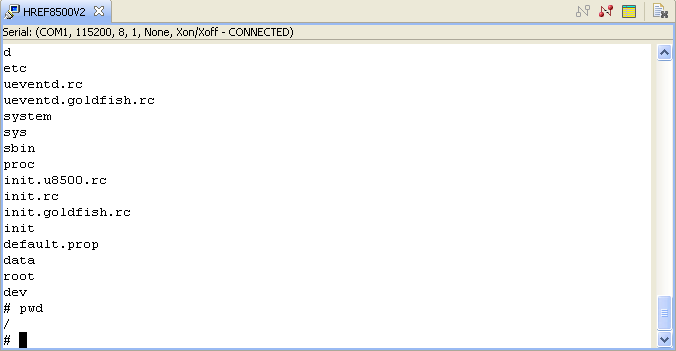 HREF8500V2
Serial: (COM1, 115200, 8, 1, None, Xon/Xoff - CONNECTED)
d
etc
ueventd.rc
ueventd.goldfish.rc
system
sys
sbin
proc
init.u8500.rc
init.rc
init.goldfish.rc
init
default.prop
data
root
dev
# pwd
/
#